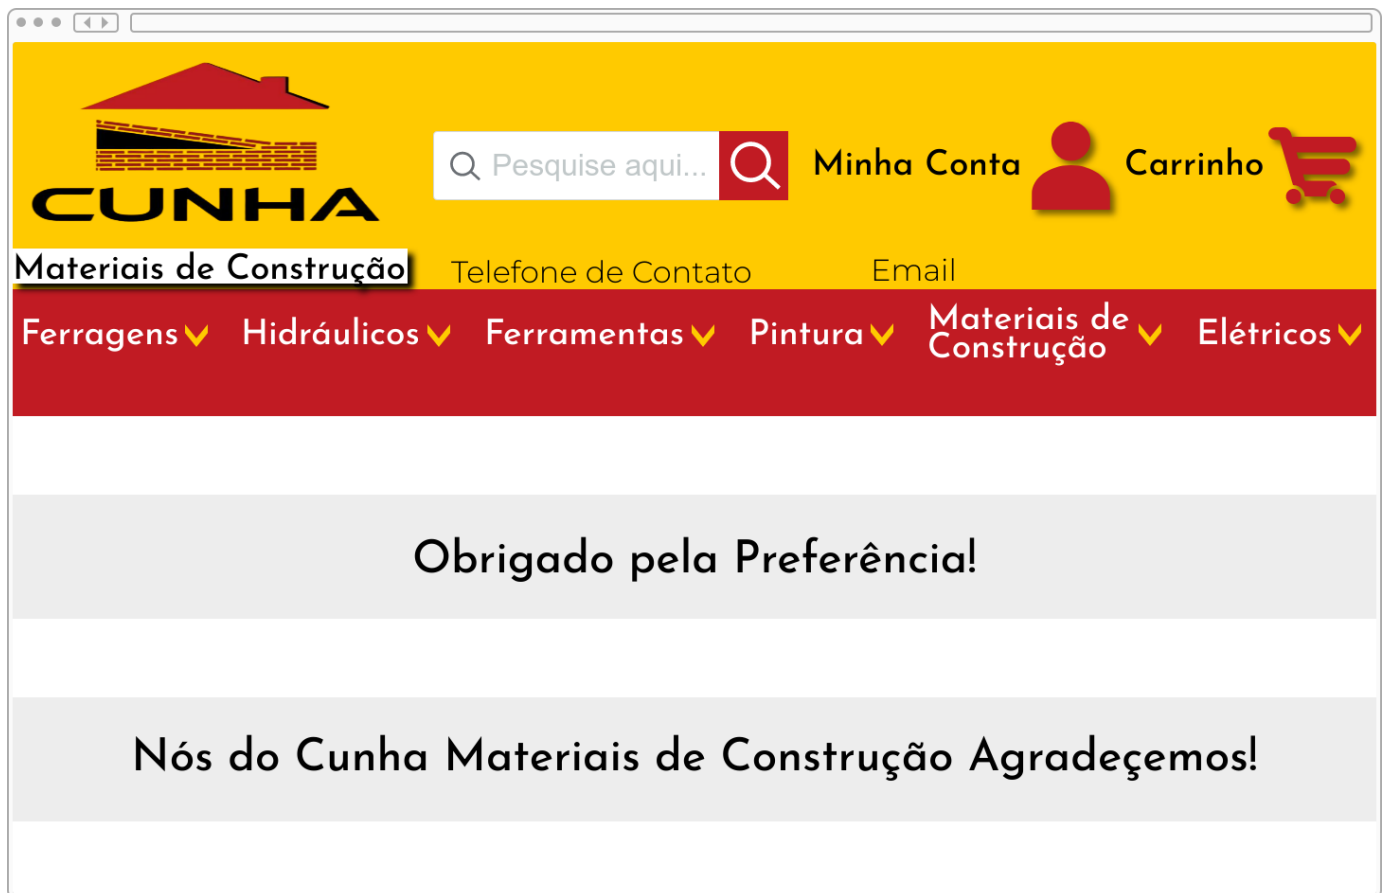 CUNHA
Materiais de Construção
Pesquise aqui...
Minha Conta
Carrinho
Telefone de Contato
Email
Ferragens
Hidráulicos
Ferramentas
Pintura
Materiais de
Construção
Elétricos
Obrigado pela Preferência!
Nós do Cunha Materiais de Construção Agradeçemos!